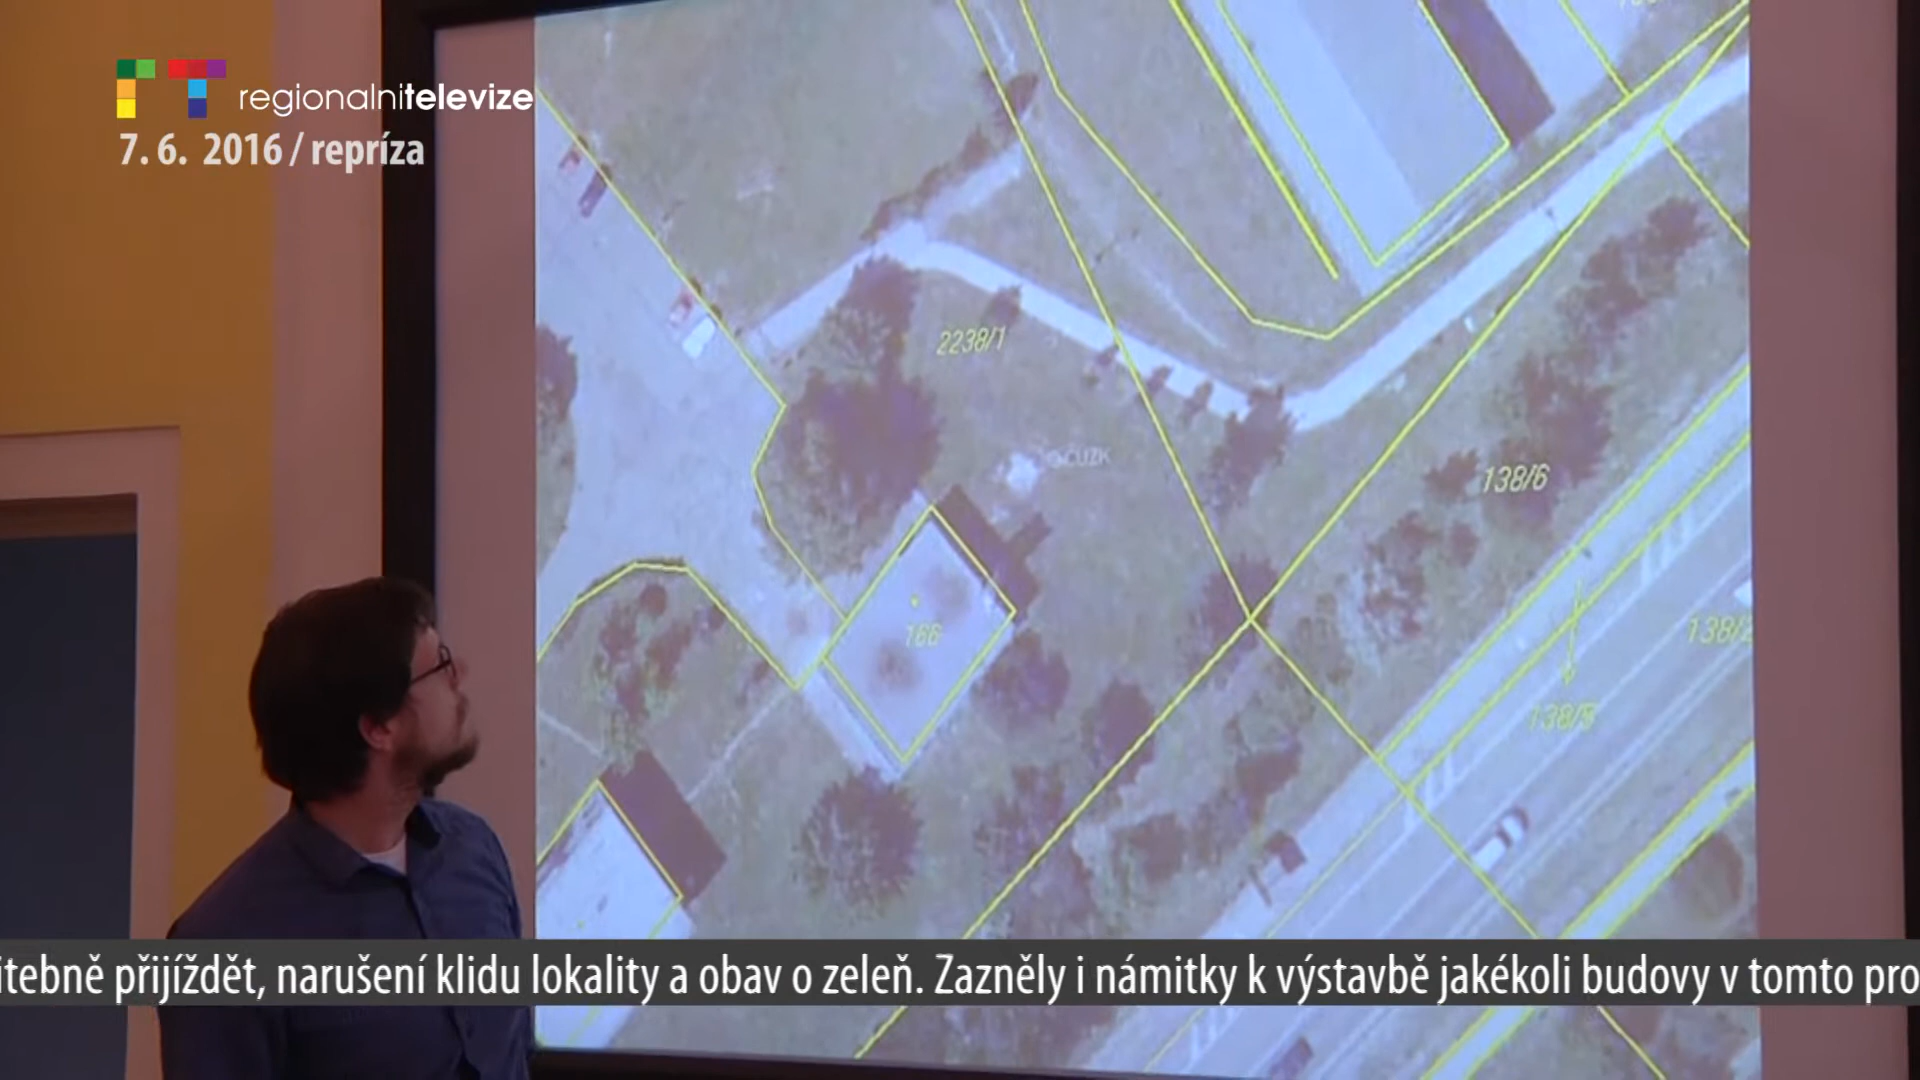 regionalnitelevize
7. 6. 2016 / repríza
2238/1
©ČÚZK
138/6
166
138/2
138/5
itebně přijíždět, narušení klidu lokality a obav o zeleň. Zazněly i námitky k výstavbě jakékoli budovy v tomto pro